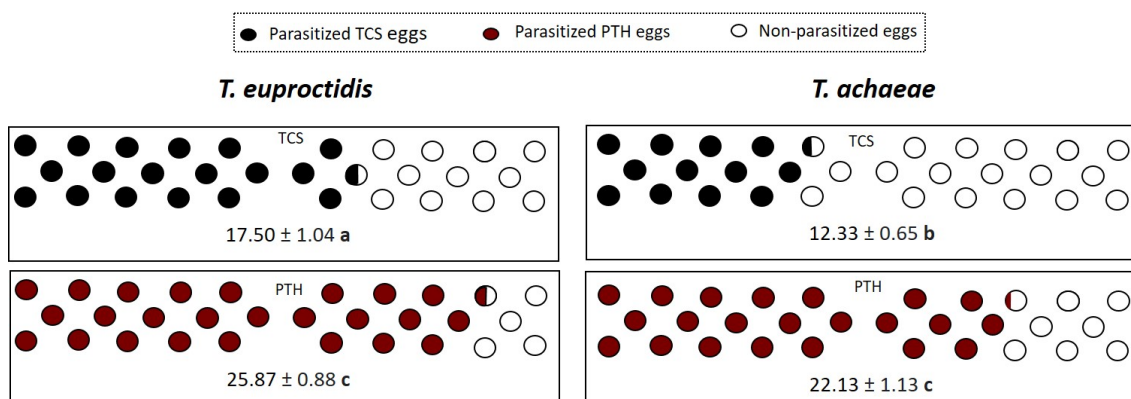 Parasitized TCS eggs Parasitized PTH eggs Non-parasitized eggs
T. euproctidis
T. achaeae
TCS
17.50 ± 1.04 a
TCS
12.33 ± 0.65 b
PTH
25.87 ± 0.88 c
PTH
22.13 ± 1.13 c